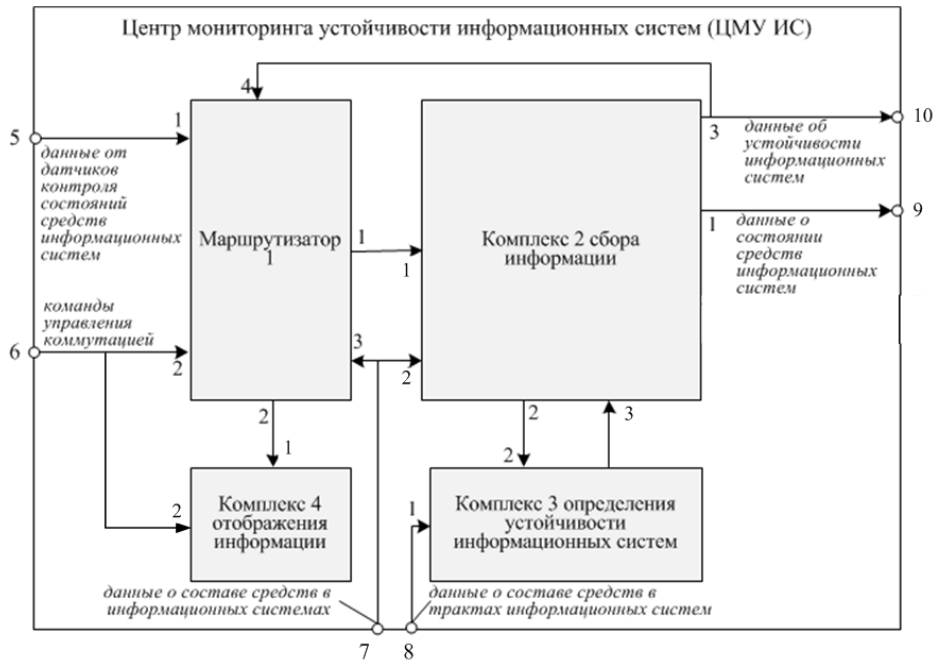 Центр мониторинга устойчивости информационных систем (ЦМУ ИС)
4
5
1
данные от
датчиков
контроля
состояний
средств
информационных
систем
Маршрутизатор
1
1
1
Комплекс 2 сбора
информации
3
данные об
устойчивости
информационных
систем
10
1
данные о
состоянии
средств
информационных
систем
9
команды
управления
коммутацией
6
2
3
2
2
1
2
3
2
2
Комплекс 4
отображения
информации
1
Комплекс 3 определения
устойчивости
информационных систем
данные о составе средств в
информационных системах
данные о составе средств в
трактах информационных систем
7
8